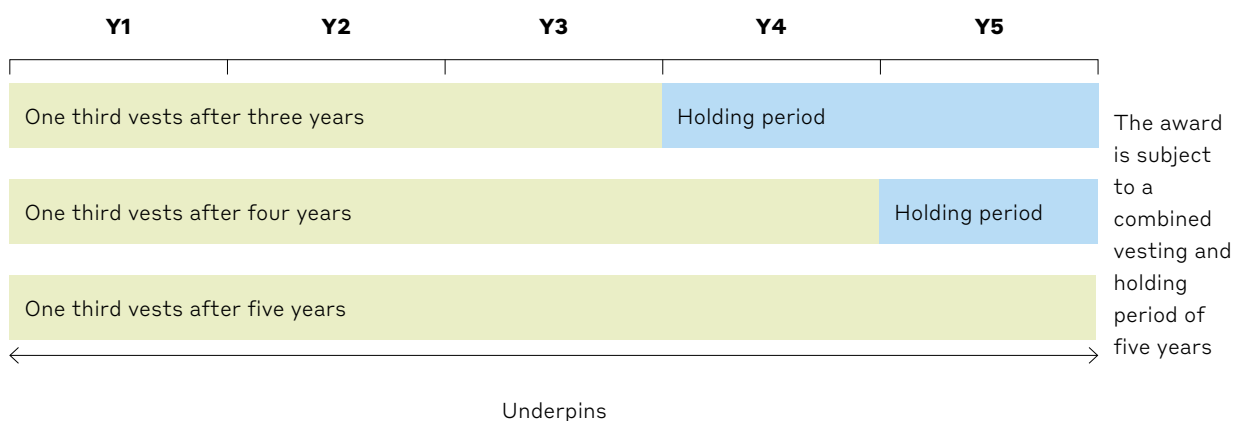 Y1 Y2 Y3 Y4 Y5
One third vests after three years
Holding period
One third vests after four years
Holding period
One third vests after five years
The award
is subject
to a
combined
vesting and
holding
period of
five years
Underpins